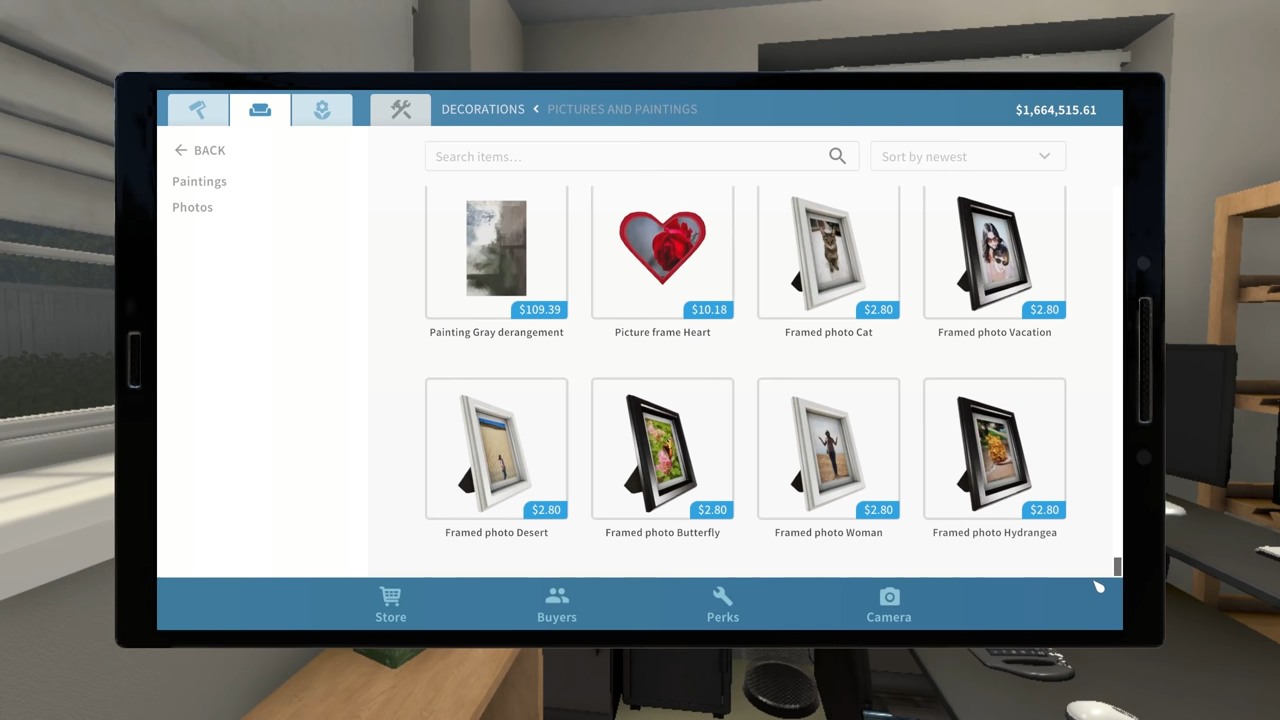 DECORATIONS < PICTURES AND PAINTINGS
$1,664,515.61
BACK
Paintings
Photos
Search items...
Sort by newest
$109.39
$10.18
$2.80
$2.80
Painting Gray derangement
Picture frame Heart
Framed photo Cat
Framed photo Vacation
$2.80
$2.80
$2.80
$2.80
Framed photo Desert
Framed photo Butterfly
Framed photo Woman
Framed photo Hydrangea
Store
Buyers
Perks
Camera